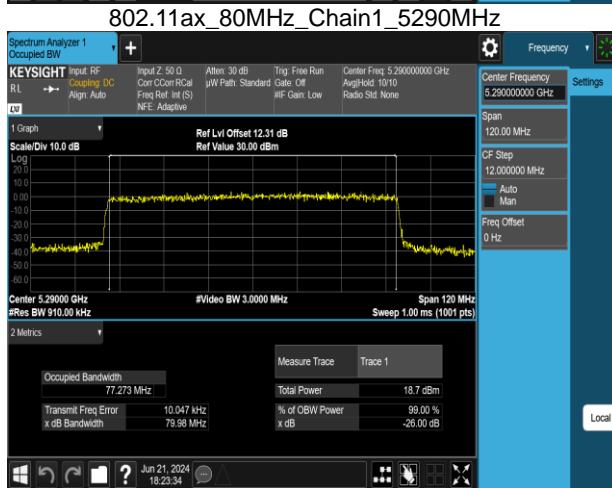 802.11ax_80MHz_Chain1_5290MHz
Spectrum Analyzer 1
Occupied BW
Frequency
KEYSIGHT Input: RF Input Z: 50 Ω Atten: 30 dB Trig: Free Run Center Freq: 5.290000000 GHz
RL Coupling: DC Corr CCorr RCal µW Path: Standard Gate: Off Avg|Hold: 10/10
Align: Auto Freq Ref: Int (S) #IF Gain: Low Radio Std: None
NFE: Adaptive
LXI
Center Frequency
5.290000000 GHz
Settings
Span
120.00 MHz
CF Step
12.000000 MHz
Auto
Man
Freq Offset
0 Hz
Local
1 Graph
Ref Lvl Offset 12.31 dB
Scale/Div 10.0 dB Ref Value 30.00 dBm
Log
20.0
10.0
0.00
-10.0
-20.0
-30.0
-40.0
-50.0
-60.0
Center 5.29000 GHz #Video BW 3.0000 MHz Span 120 MHz
#Res BW 910.00 kHz Sweep 1.00 ms (1001 pts)
2 Metrics
Measure Trace Trace 1
Occupied Bandwidth
77.273 MHz Total Power 18.7 dBm
Transmit Freq Error 10.047 kHz % of OBW Power 99.00 %
x dB Bandwidth 79.98 MHz x dB -26.00 dB
? Jun 21, 2024
18:23:34